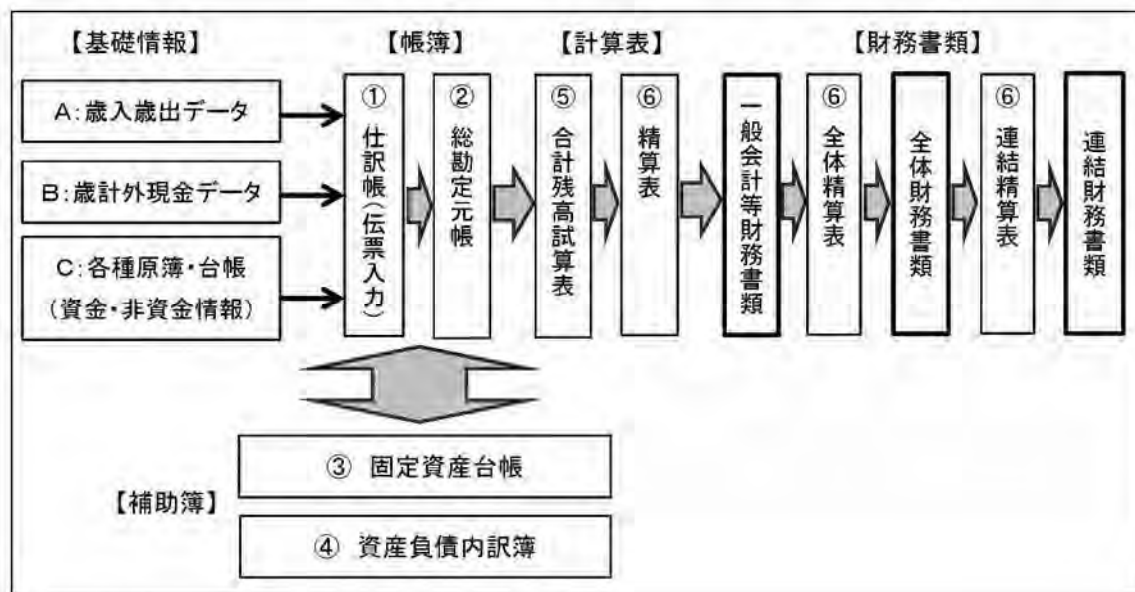 【基礎情報】
【帳簿】
【計算表】
【財務書類】
A:歳入歳出データ
B:歳計外現金データ
C:各種原簿・台帳
(資金・非資金情報)
① 仕訳帳(伝票入力)
② 総勘定元帳
⑤ 合計残高試算表
⑥ 精算表
一般会計等財務書類
⑥ 全体精算表
全体財務書類
⑥ 連結精算表
連結財務書類
【補助簿】
③ 固定資産台帳
④ 資産負債内訳簿